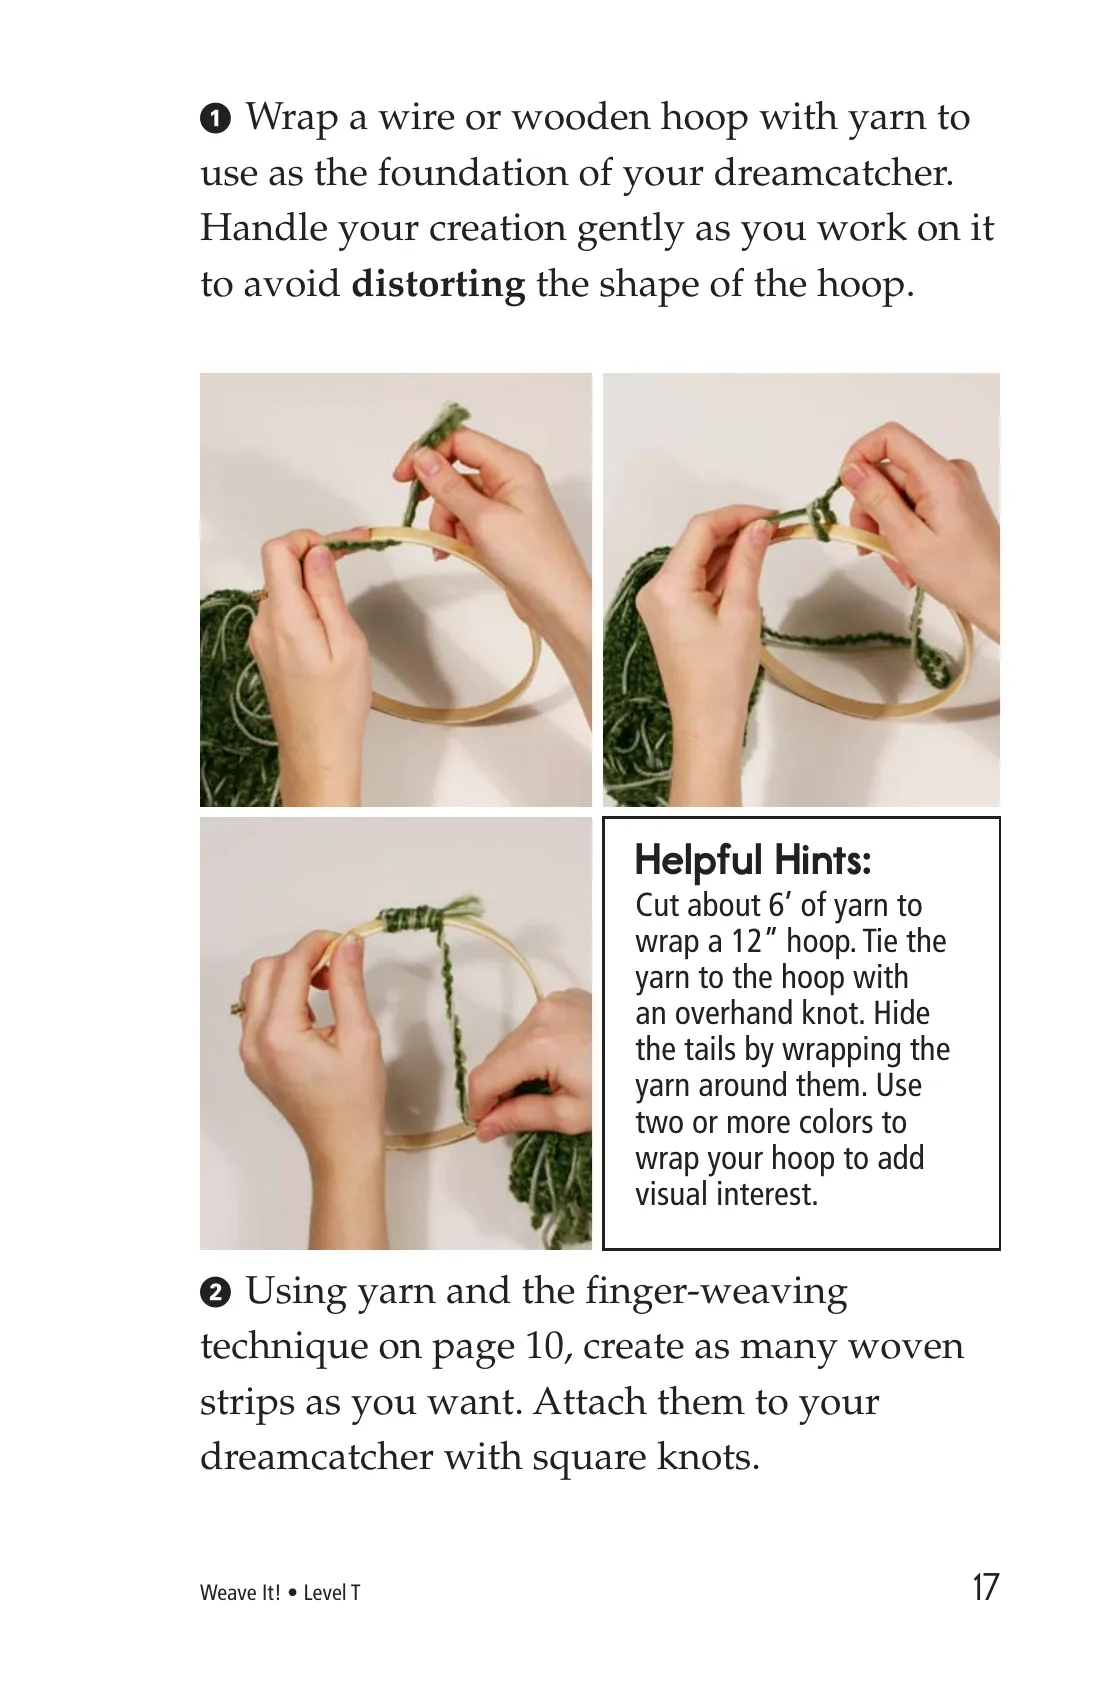 1 Wrap a wire or wooden hoop with yarn to
use as the foundation of your dreamcatcher.
Handle your creation gently as you work on it
to avoid distorting the shape of the hoop.
Helpful Hints:
Cut about 6′ of yarn to
wrap a 12″ hoop. Tie the
yarn to the hoop with
an overhand knot. Hide
the tails by wrapping the
yarn around them. Use
two or more colors to
wrap your hoop to add
visual interest.
2 Using yarn and the finger-weaving
technique on page 10, create as many woven
strips as you want. Attach them to your
dreamcatcher with square knots.
Weave It! • Level T
17